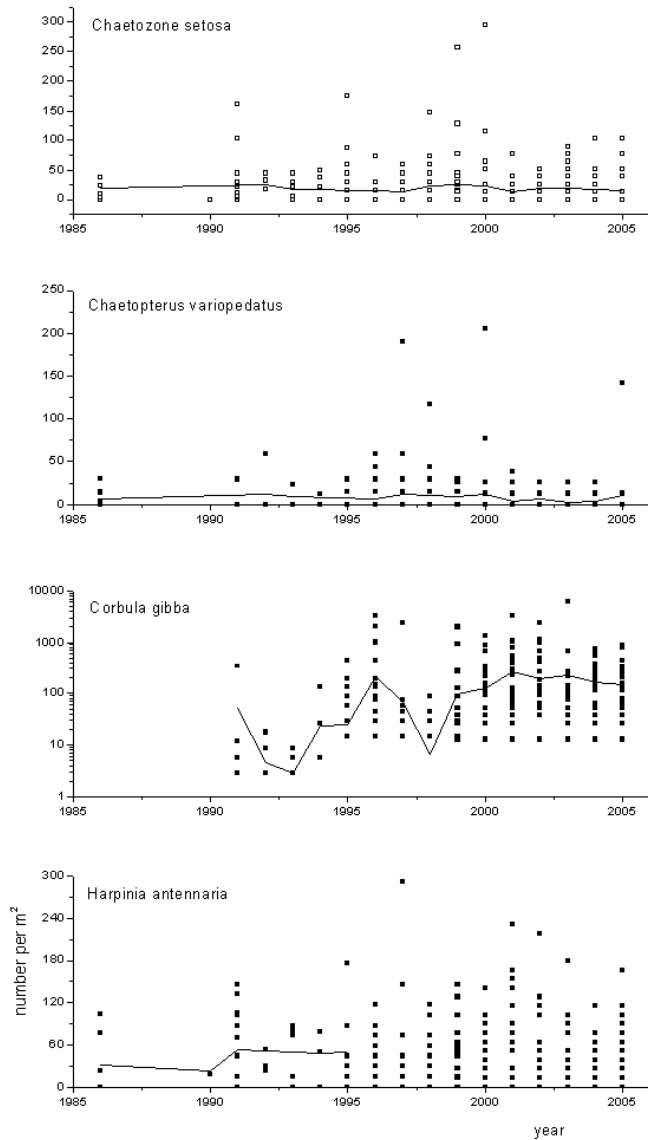 Chaetozone setosa
300
250
200
150
100
50
0
1985 1990 1995 2000 2005
Chaetopterus variopedatus
250
200
150
100
50
0
1985 1990 1995 2000 2005
Corbula gibba
10000
1000
100
10
1
1985 1990 1995 2000 2005
Harpinia antennaria
number per m²
300
240
180
120
60
0
1985 1990 1995 2000 2005
year